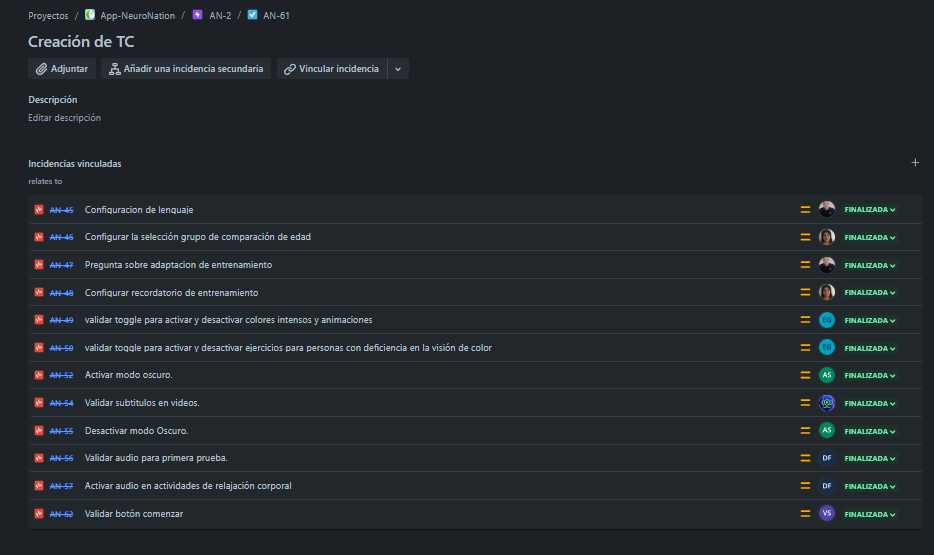 Proyectos / App-NeuroNation / AN-2 / AN-61
Creación de TC
Adjuntar Añadir una incidencia secundaria Vincular incidencia
Descripción
Editar descripción
Incidencias vinculadas
relates to
AN-45 Configuracion de lenguaje FINALIZADA
AN-46 Configurar la selección grupo de comparación de edad FINALIZADA
AN-47 Pregunta sobre adaptacion de entrenamiento FINALIZADA
AN-48 Configurar recordatorio de entrenamiento FINALIZADA
AN-49 validar toggle para activar y desactivar colores intensos y animaciones EG FINALIZADA
AN-50 validar toggle para activar y desactivar ejercicios para personas con deficiencia en la visión de color EG FINALIZADA
AN-52 Activar modo oscuro. AS FINALIZADA
AN-54 Validar subtitulos en videos. FINALIZADA
AN-55 Desactivar modo Oscuro. AS FINALIZADA
AN-56 Validar audio para primera prueba. DF FINALIZADA
AN-57 Activar audio en actividades de relajación corporal DF FINALIZADA
AN-62 Validar botón comenzar VS FINALIZADA